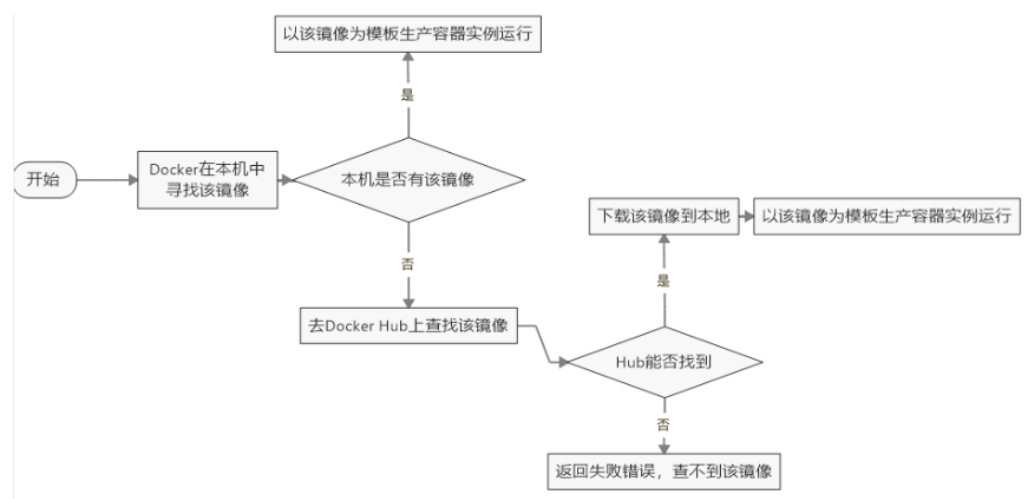 以该镜像为模板生产容器实例运行
是
开始
Docker在本机中
寻找该镜像
本机是否有该镜像
否
去Docker Hub上查找该镜像
下载该镜像到本地
以该镜像为模板生产容器实例运行
是
Hub能否找到
否
返回失败错误，查不到该镜像